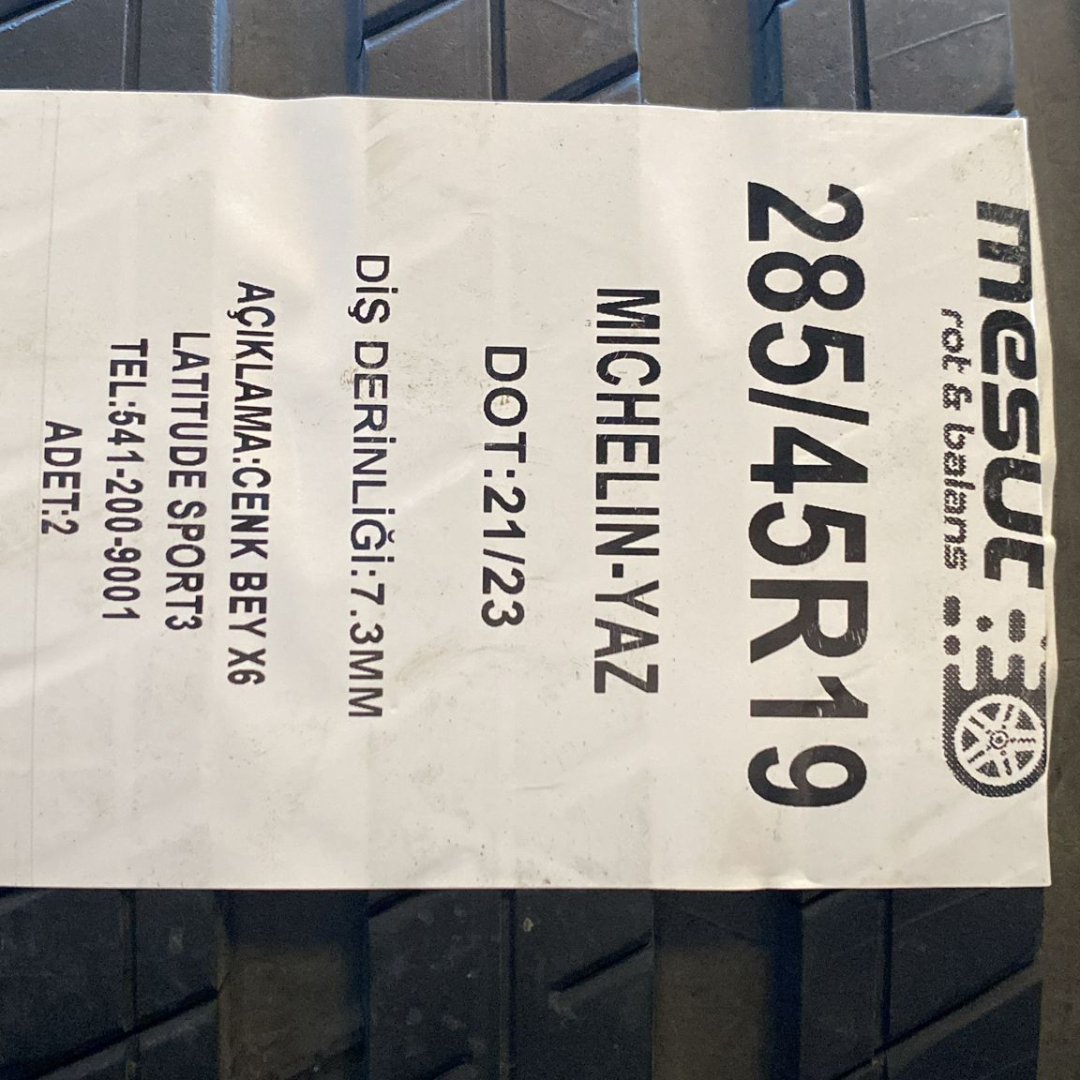 mesut
rot & balans
285/45R19
MICHELIN-YAZ
DOT:21/23
DİŞ DERİNLİĞİ:7.3MM
AÇIKLAMA:CENK BEY X6
LATITUDE SPORT3
TEL:541-200-9001
ADET:2